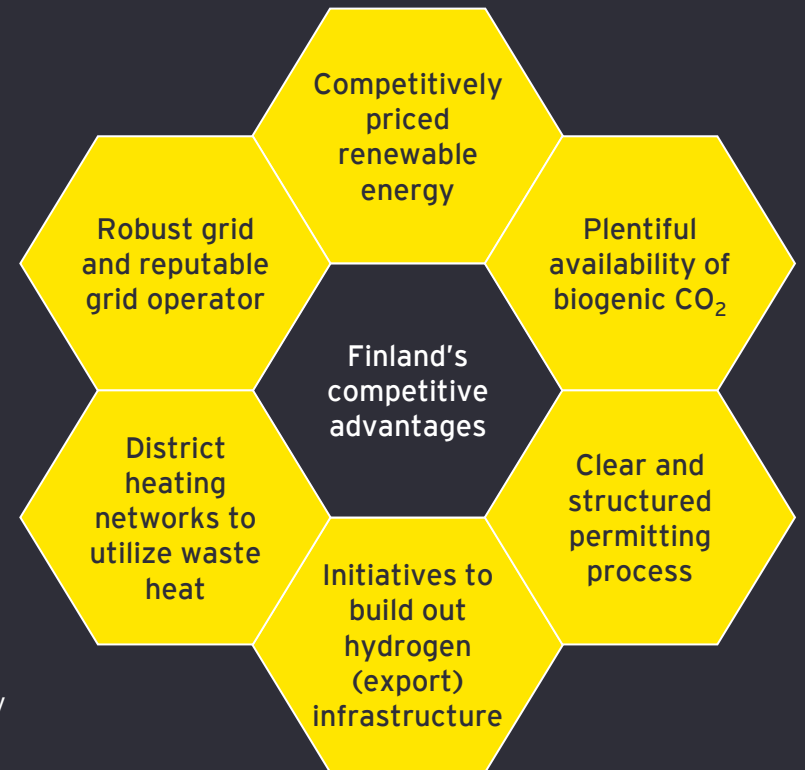 Competitively
priced
renewable
energy
Robust grid
and reputable
grid operator
Plentiful
availability of
biogenic CO₂
Finland's
competitive
advantages
District
heating
networks to
utilize waste
heat
Clear and
structured
permitting
process
Initiatives to
build out
hydrogen
(export)
infrastructure